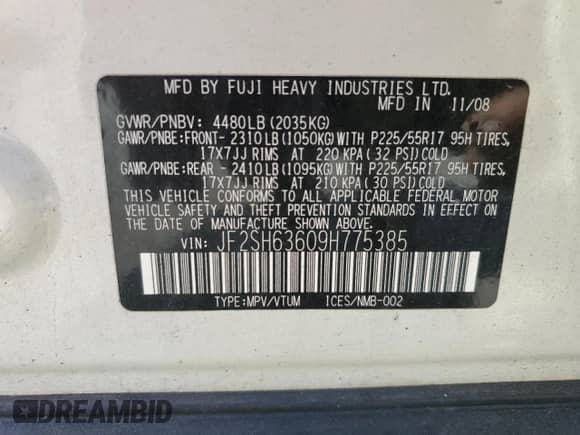 MFD BY FUJI HEAVY INDUSTRIES LTD.
MFD IN 11/08
GVWR/PNBV: 4480LB(2035KG)
GAWR/PNBE:FRONT- 2310LB(1050KG)WITH P225/55R17 95H TIRES,
17X7JJ RIMS AT 220 KPA(32 PSI)COLD
GAWR/PNBE:REAR -2410LB(1095KG)WITH P225/55R17 95H TIRES,
17X7JJ RIMS AT 210 KPA(30 PSI)COLD
THIS VEHICLE CONFORMS TO ALL APPLICABLE FEDERAL MOTOR
VEHICLE SAFETY AND THEFT PREVENTION STANDARDS IN EFFECT ON
THE DATE OF MANUFACTURE SHOWN ABOVE.
VIN: JF2SH63609H775385
TYPE:MPV/VTUM ICES/NMB-002
DREAMBID